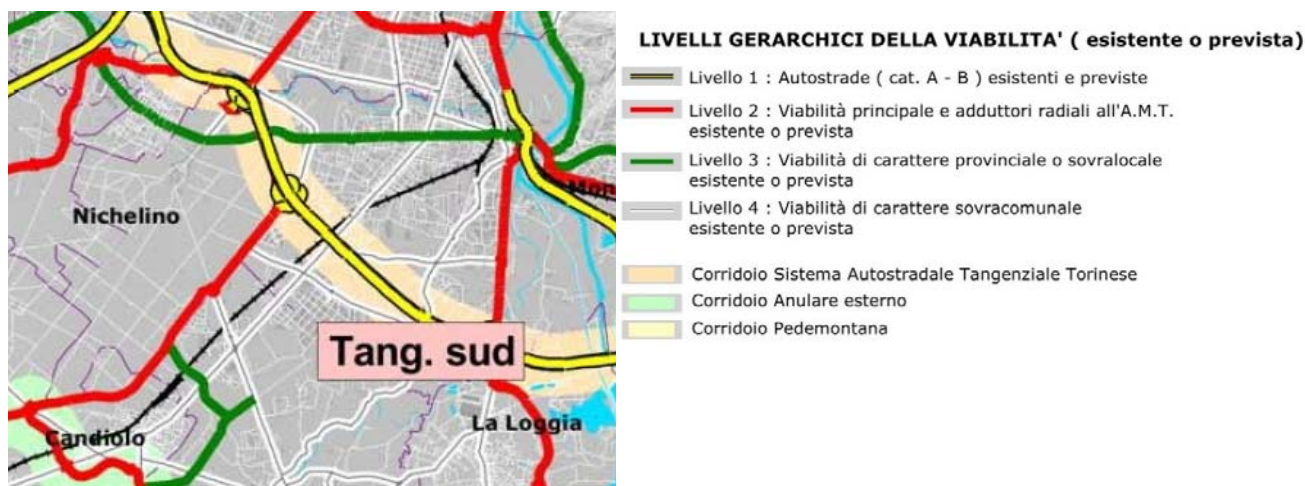 Nichelino
Mon
Tang. sud
La Loggia
Candiolo
LIVELLI GERARCHICI DELLA VIABILITA' ( esistente o prevista)
Livello 1 : Autostrade ( cat. A - B ) esistenti e previste
Livello 2 : Viabilità principale e adduttori radiali all'A.M.T.
esistente o prevista
Livello 3 : Viabilità di carattere provinciale o sovralocale
esistente o prevista
Livello 4 : Viabilità di carattere sovracomunale
esistente o prevista
Corridoio Sistema Autostradale Tangenziale Torinese
Corridoio Anulare esterno
Corridoio Pedemontana